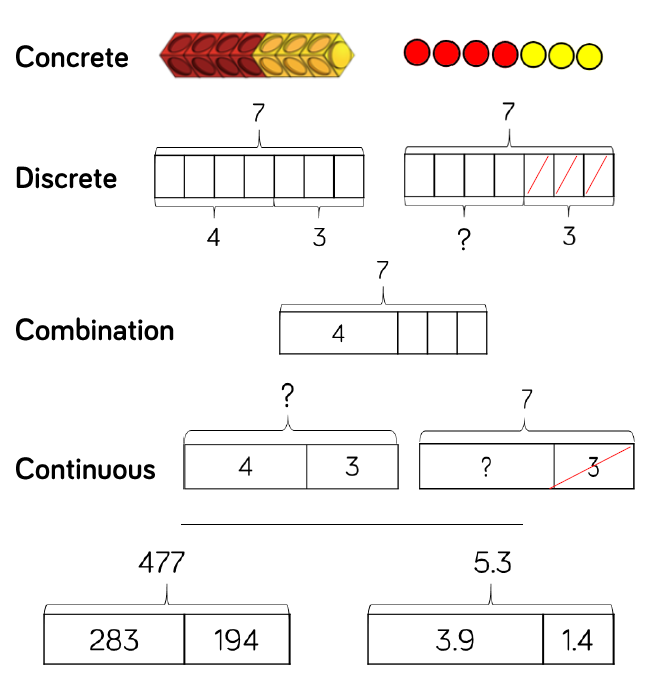 Concrete
7 7
Discrete
4 3 ? 3
7
Combination
4
? 7
Continuous
4 3 ? 3
477 5.3
283 194 3.9 1.4